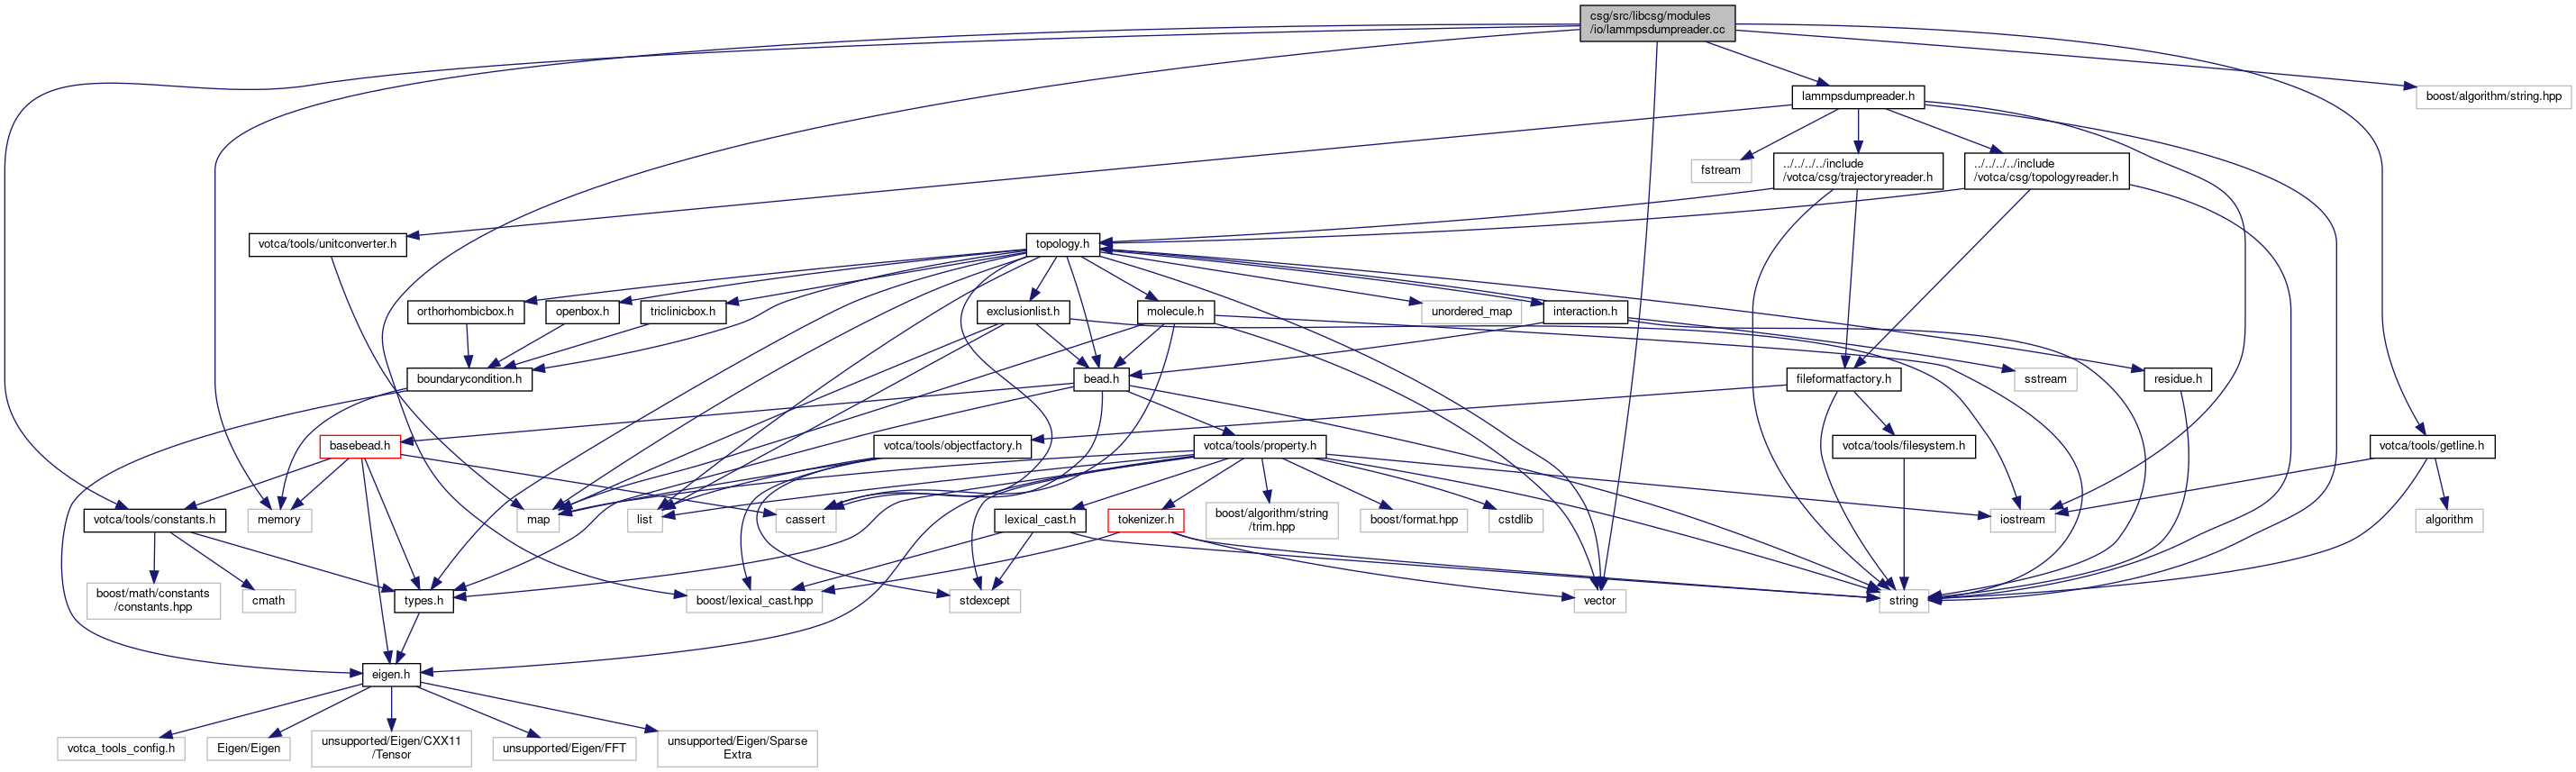 csg/src/libcsg/modules
/io/lammpsdumpreader.cc
lammpsdumpreader.h
boost/algorithm/string.hpp
fstream
../../../../include
/votca/csg/trajectoryreader.h
../../../../include
/votca/csg/topologyreader.h
votca/tools/unitconverter.h
topology.h
orthorhombicbox.h
openbox.h
triclinicbox.h
exclusionlist.h
molecule.h
unordered_map
interaction.h
boundarycondition.h
bead.h
fileformatfactory.h
sstream
residue.h
basebead.h
votca/tools/objectfactory.h
votca/tools/property.h
votca/tools/filesystem.h
votca/tools/getline.h
votca/tools/constants.h
memory
map
list
cassert
lexical_cast.h
tokenizer.h
boost/algorithm/string
/trim.hpp
boost/format.hpp
cstdlib
iostream
algorithm
boost/math/constants
/constants.hpp
cmath
types.h
boost/lexical_cast.hpp
stdexcept
vector
string
eigen.h
votca_tools_config.h
Eigen/Eigen
unsupported/Eigen/CXX11
/Tensor
unsupported/Eigen/FFT
unsupported/Eigen/Sparse
Extra